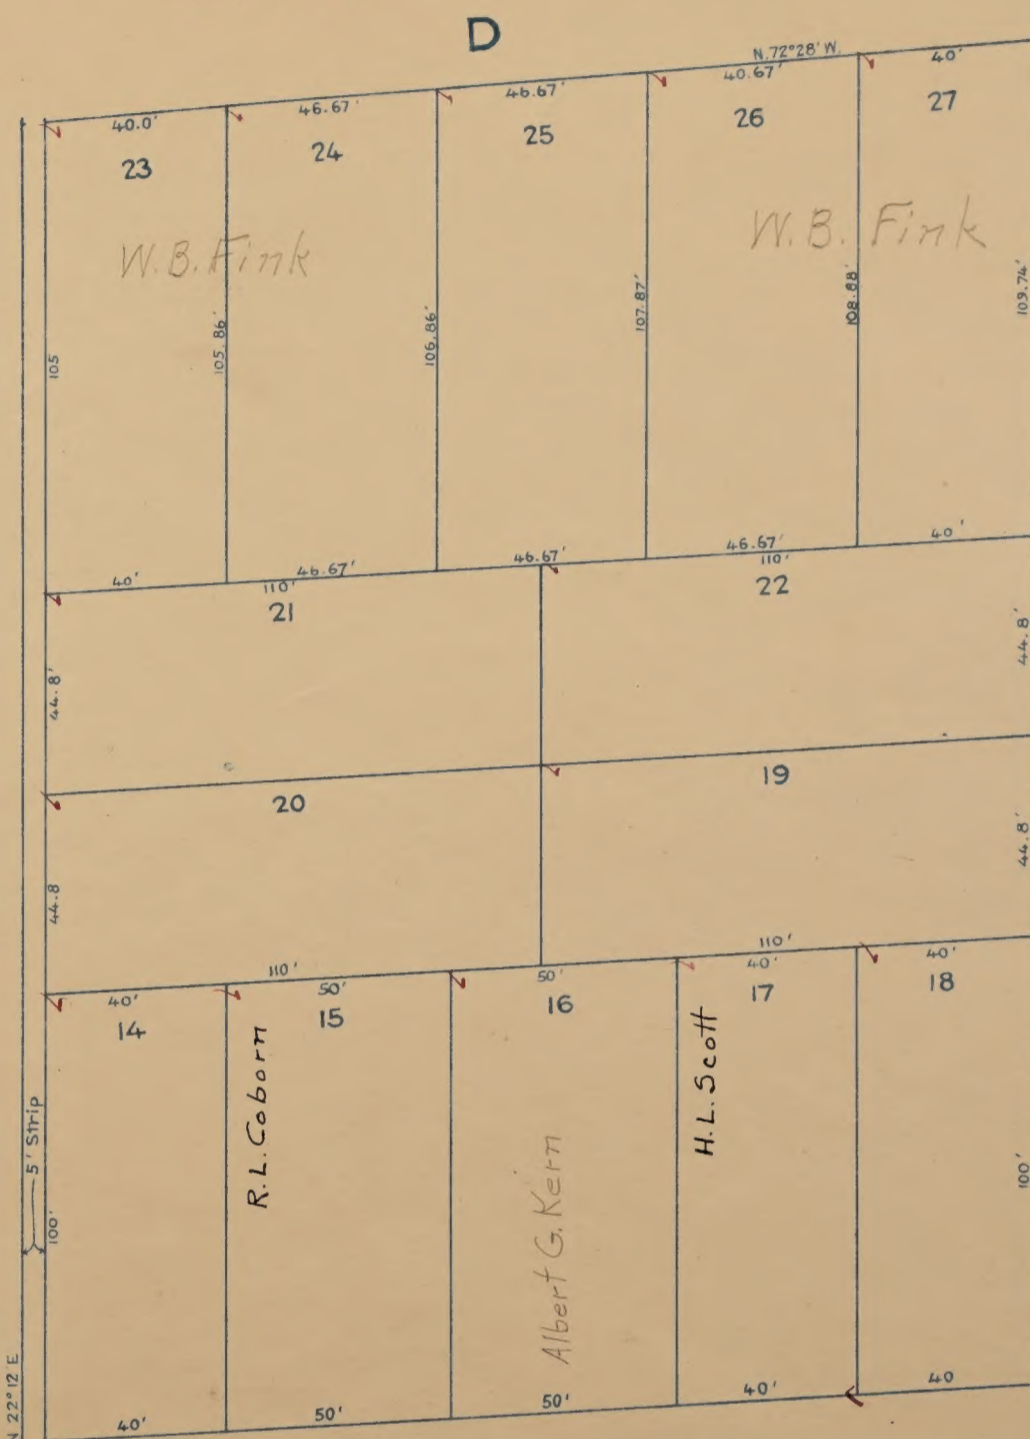 D
N. 72°28' W.
40.0' 46.67' 46.67' 40.67' 40'
23 24 25 26 27
W.B. Fink W.B. Fink
105 105.86' 106.86' 107.87' 108.88' 109.74'
40' 46.67' 46.67' 46.67' 40'
110' 110'
21 22
44.8' 44.8'
20 19
44.8 44.8'
110' 110'
40' 50' 50' 40' 40'
14 15 16 17 18
R.L. Coborn
H.L. Scott
Albert G. Kern
5' Strip
100' 100'
N 22°12'E
40' 50' 50' 40' 40